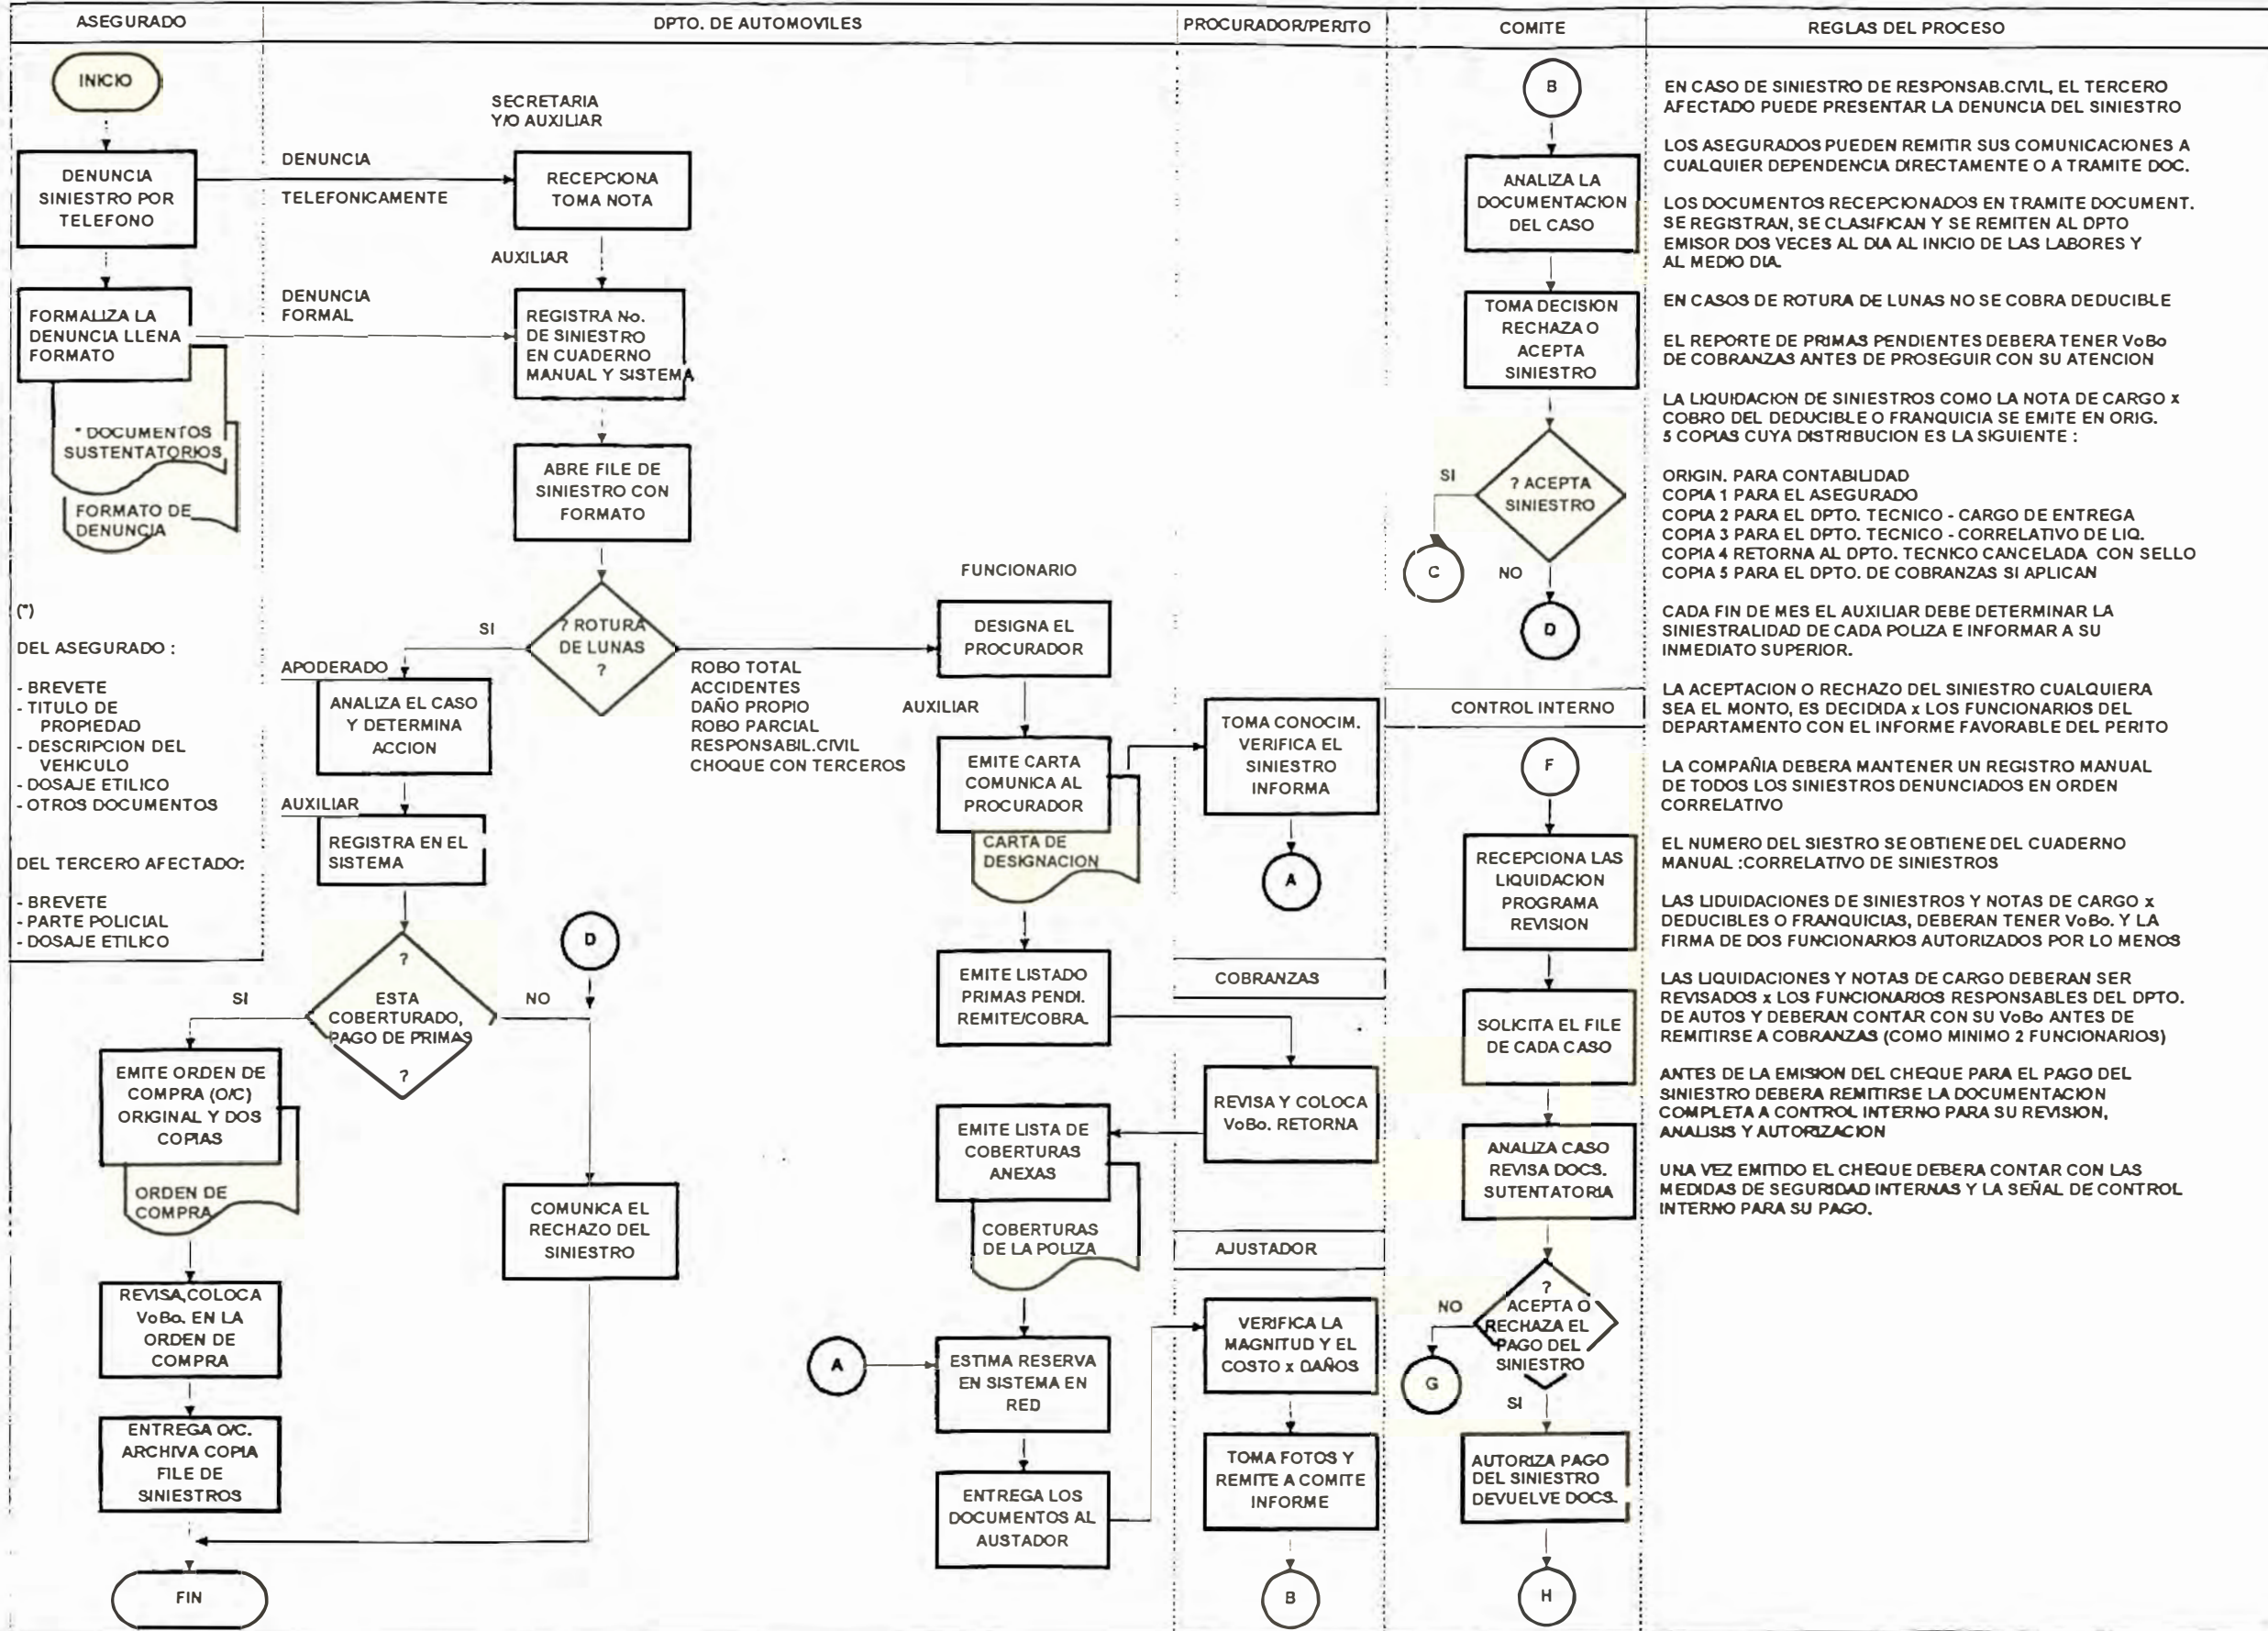 ASEGURADO
DPTO. DE AUTOMOVILES
PROCURADOR/PERITO
COMITE
REGLAS DEL PROCESO
INICIO
DENUNCIA
SINIESTRO POR
TELEFONO
FORMALIZA LA
DENUNCIA LLENA
FORMATO
* DOCUMENTOS
SUSTENTATORIOS
FORMATO DE
DENUNCIA
(*)
DEL ASEGURADO :
- BREVETE
- TITULO DE
PROPIEDAD
- DESCRIPCION DEL
VEHICULO
- DOSAJE ETILICO
- OTROS DOCUMENTOS
DEL TERCERO AFECTADO:
- BREVETE
- PARTE POLICIAL
- DOSAJE ETILICO
DENUNCIA
TELEFONICAMENTE
DENUNCIA
FORMAL
SECRETARIA
Y/O AUXILIAR
RECEPCIONA
TOMA NOTA
AUXILIAR
REGISTRA No.
DE SINIESTRO
EN CUADERNO
MANUAL Y SISTEMA
ABRE FILE DE
SINIESTRO CON
FORMATO
? ROTURA
DE LUNAS
?
SI
ROBO TOTAL
ACCIDENTES
DAÑO PROPIO
ROBO PARCIAL
RESPONSABIL.CIVIL
CHOQUE CON TERCEROS
APODERADO
ANALIZA EL CASO
Y DETERMINA
ACCION
AUXILIAR
REGISTRA EN EL
SISTEMA
?
ESTA
COBERTURADO,
PAGO DE PRIMAS
?
SI
NO
D
EMITE ORDEN DE
COMPRA (O/C)
ORIGINAL Y DOS
COPIAS
ORDEN DE
COMPRA
REVISA,COLOCA
VoBo. EN LA
ORDEN DE
COMPRA
ENTREGA O/C.
ARCHIVA COPIA
FILE DE
SINIESTROS
FIN
COMUNICA EL
RECHAZO DEL
SINIESTRO
FUNCIONARIO
DESIGNA EL
PROCURADOR
AUXILIAR
EMITE CARTA
COMUNICA AL
PROCURADOR
CARTA DE
DESIGNACION
EMITE LISTADO
PRIMAS PENDI.
REMITE/COBRA.
EMITE LISTA DE
COBERTURAS
ANEXAS
COBERTURAS
DE LA POLIZA
A
ESTIMA RESERVA
EN SISTEMA EN
RED
ENTREGA LOS
DOCUMENTOS AL
AUSTADOR
TOMA CONOCIM.
VERIFICA EL
SINIESTRO
INFORMA
A
COBRANZAS
REVISA Y COLOCA
VoBo. RETORNA
AJUSTADOR
VERIFICA LA
MAGNITUD Y EL
COSTO x DAÑOS
TOMA FOTOS Y
REMITE A COMITE
INFORME
B
B
ANALIZA LA
DOCUMENTACION
DEL CASO
TOMA DECISION
RECHAZA O
ACEPTA
SINIESTRO
SI
? ACEPTA
SINIESTRO
C
NO
D
CONTROL INTERNO
F
RECEPCIONA LAS
LIQUIDACION
PROGRAMA
REVISION
SOLICITA EL FILE
DE CADA CASO
ANALIZA CASO
REVISA DOCS.
SUTENTATORIA
?
NO
ACEPTA O
RECHAZA EL
PAGO DEL
SINIESTRO
G
SI
AUTORIZA PAGO
DEL SINIESTRO
DEVUELVE DOCS.
H
EN CASO DE SINIESTRO DE RESPONSAB.CIVIL, EL TERCERO
AFECTADO PUEDE PRESENTAR LA DENUNCIA DEL SINIESTRO
LOS ASEGURADOS PUEDEN REMITIR SUS COMUNICACIONES A
CUALQUIER DEPENDENCIA DIRECTAMENTE O A TRAMITE DOC.
LOS DOCUMENTOS RECEPCIONADOS EN TRAMITE DOCUMENT.
SE REGISTRAN, SE CLASIFICAN Y SE REMITEN AL DPTO
EMISOR DOS VECES AL DIA AL INICIO DE LAS LABORES Y
AL MEDIO DIA.
EN CASOS DE ROTURA DE LUNAS NO SE COBRA DEDUCIBLE
EL REPORTE DE PRIMAS PENDIENTES DEBERA TENER VoBo
DE COBRANZAS ANTES DE PROSEGUIR CON SU ATENCION
LA LIQUIDACION DE SINIESTROS COMO LA NOTA DE CARGO x
COBRO DEL DEDUCIBLE O FRANQUICIA SE EMITE EN ORIG.
5 COPIAS CUYA DISTRIBUCION ES LA SIGUIENTE :
ORIGIN. PARA CONTABILIDAD
COPIA 1 PARA EL ASEGURADO
COPIA 2 PARA EL DPTO. TECNICO - CARGO DE ENTREGA
COPIA 3 PARA EL DPTO. TECNICO - CORRELATIVO DE LIQ.
COPIA 4 RETORNA AL DPTO. TECNICO CANCELADA CON SELLO
COPIA 5 PARA EL DPTO. DE COBRANZAS SI APLICAN
CADA FIN DE MES EL AUXILIAR DEBE DETERMINAR LA
SINIESTRALIDAD DE CADA POLIZA E INFORMAR A SU
INMEDIATO SUPERIOR.
LA ACEPTACION O RECHAZO DEL SINIESTRO CUALQUIERA
SEA EL MONTO, ES DECIDIDA x LOS FUNCIONARIOS DEL
DEPARTAMENTO CON EL INFORME FAVORABLE DEL PERITO
LA COMPAÑIA DEBERA MANTENER UN REGISTRO MANUAL
DE TODOS LOS SINIESTROS DENUNCIADOS EN ORDEN
CORRELATIVO
EL NUMERO DEL SIESTRO SE OBTIENE DEL CUADERNO
MANUAL :CORRELATIVO DE SINIESTROS
LAS LIDUIDACIONES DE SINIESTROS Y NOTAS DE CARGO x
DEDUCIBLES O FRANQUICIAS, DEBERAN TENER VoBo. Y LA
FIRMA DE DOS FUNCIONARIOS AUTORIZADOS POR LO MENOS
LAS LIQUIDACIONES Y NOTAS DE CARGO DEBERAN SER
REVISADOS x LOS FUNCIONARIOS RESPONSABLES DEL DPTO.
DE AUTOS Y DEBERAN CONTAR CON SU VoBo ANTES DE
REMITIRSE A COBRANZAS (COMO MINIMO 2 FUNCIONARIOS)
ANTES DE LA EMISION DEL CHEQUE PARA EL PAGO DEL
SINIESTRO DEBERA REMITIRSE LA DOCUMENTACION
COMPLETA A CONTROL INTERNO PARA SU REVISION,
ANALISIS Y AUTORIZACION
UNA VEZ EMITIDO EL CHEQUE DEBERA CONTAR CON LAS
MEDIDAS DE SEGURIDAD INTERNAS Y LA SEÑAL DE CONTROL
INTERNO PARA SU PAGO.